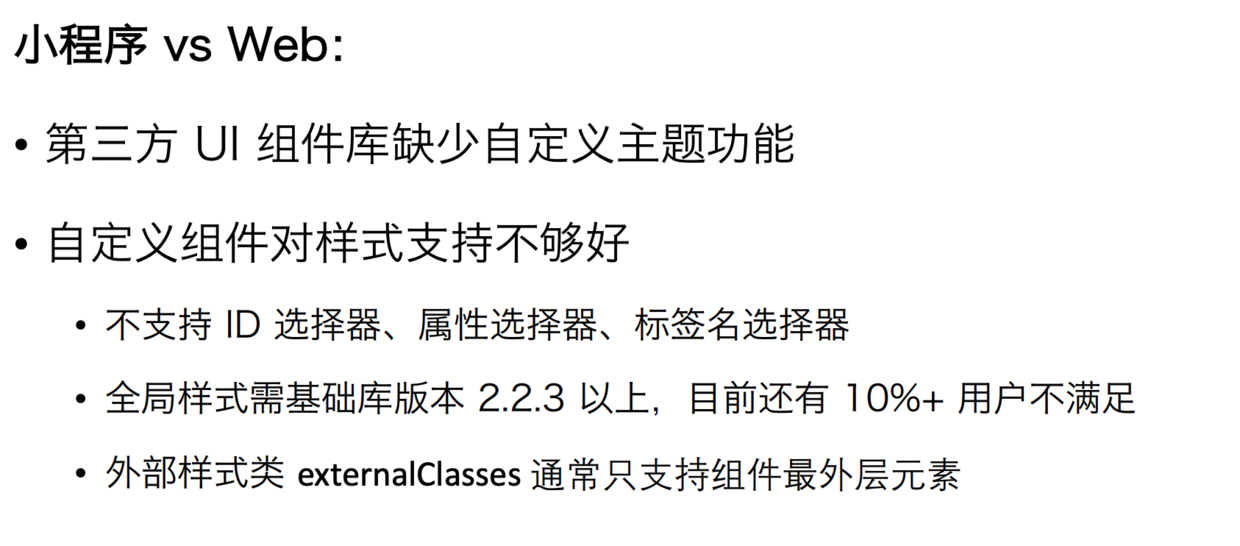 小程序 vs Web：
• 第三方 UI 组件库缺少自定义主题功能
• 自定义组件对样式支持不够好
• 不支持 ID 选择器、属性选择器、标签名选择器
• 全局样式需基础库版本 2.2.3 以上，目前还有 10%+ 用户不满足
• 外部样式类 externalClasses 通常只支持组件最外层元素